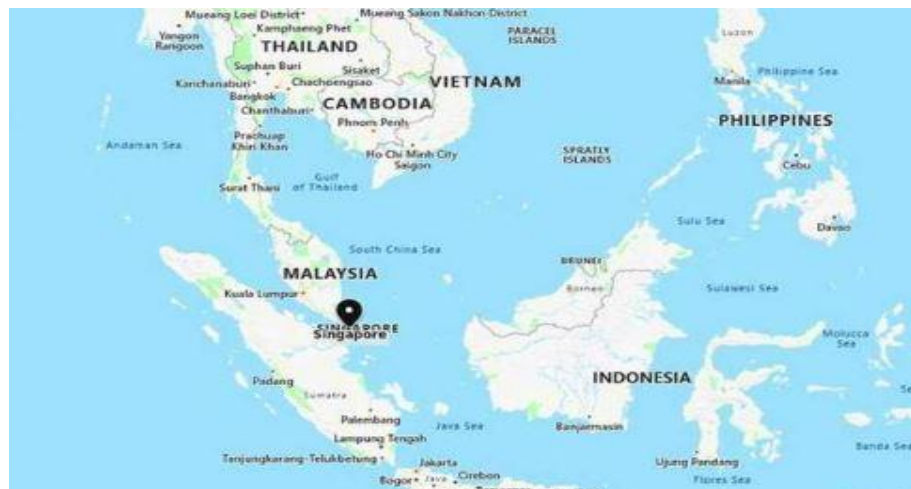 Mueang Loei District
Mueang Sakon Nakhon District
Yangon
Rangoon
Kamphaeng Phet
PARACEL
ISLANDS
Luzon
THAILAND
Suphan Buri
Sisaket
Kanchanaburi
Chachoengsao
Bangkok
VIETNAM
Manila
Philippine Sea
Chanthaburi
CAMBODIA
Phnom Penh
PHILIPPINES
Andaman Sea
Prachuap
Khiri Khan
Ho Chi Minh City
Saigon
SPRATLY
ISLANDS
Cebu
Surat Thani
Gulf
of Thailand
Sulu Sea
Davao
South China Sea
MALAYSIA
BRUNEI
Borneo
Kuala Lumpur
Sulawesi Sea
SINGAPORE
Singapore
Molucca
Sea
Padang
Sumatra
INDONESIA
Se
Palembang
Java Sea
Banjarmasin
Lampung Tengah
Banda Sea
Tanjungkarang-Telukbetung
Jakarta
Ujung Pandang
Bogor
Java
Cirebon
Flores Sea